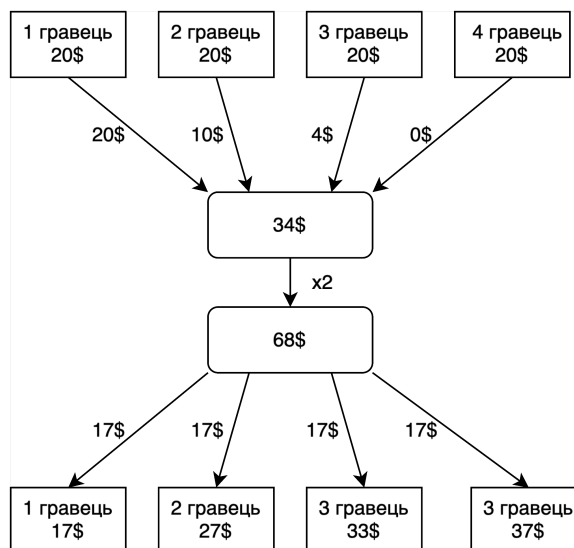 1 гравець
20$
2 гравець
20$
3 гравець
20$
4 гравець
20$
20$
10$
4$
0$
34$
x2
68$
17$
17$
17$
17$
1 гравець
17$
2 гравець
27$
3 гравець
33$
3 гравець
37$